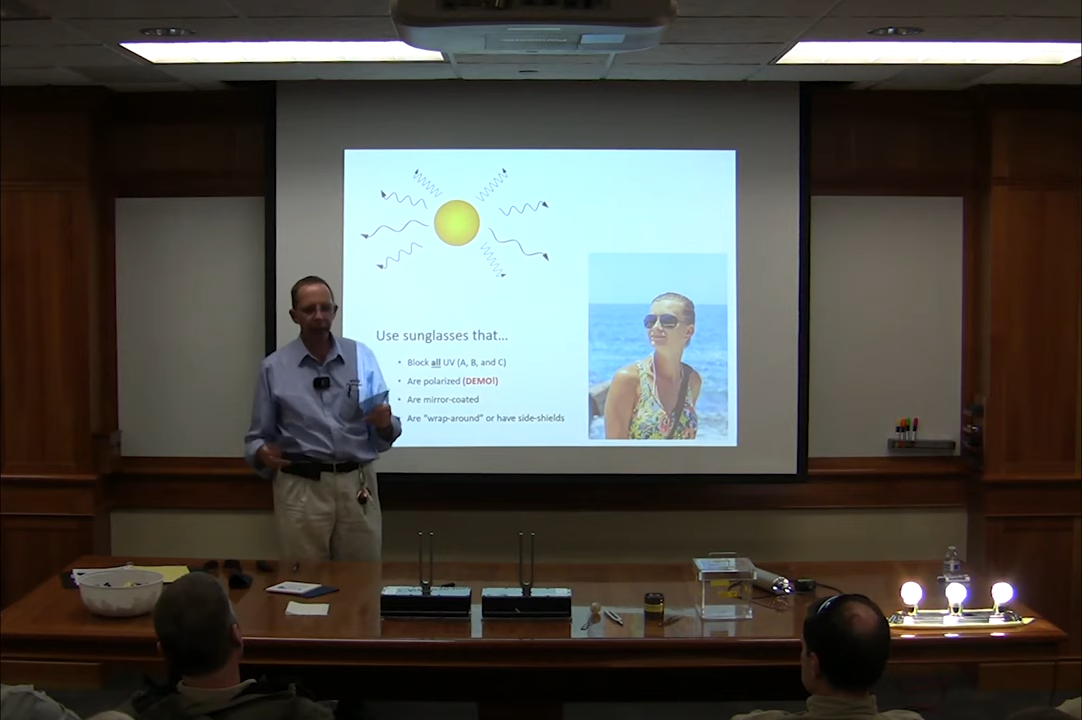 Use sunglasses that...
• Block all UV (A, B, and C)
• Are polarized (DEMO!)
• Are mirror-coated
• Are "wrap-around" or have side-shields